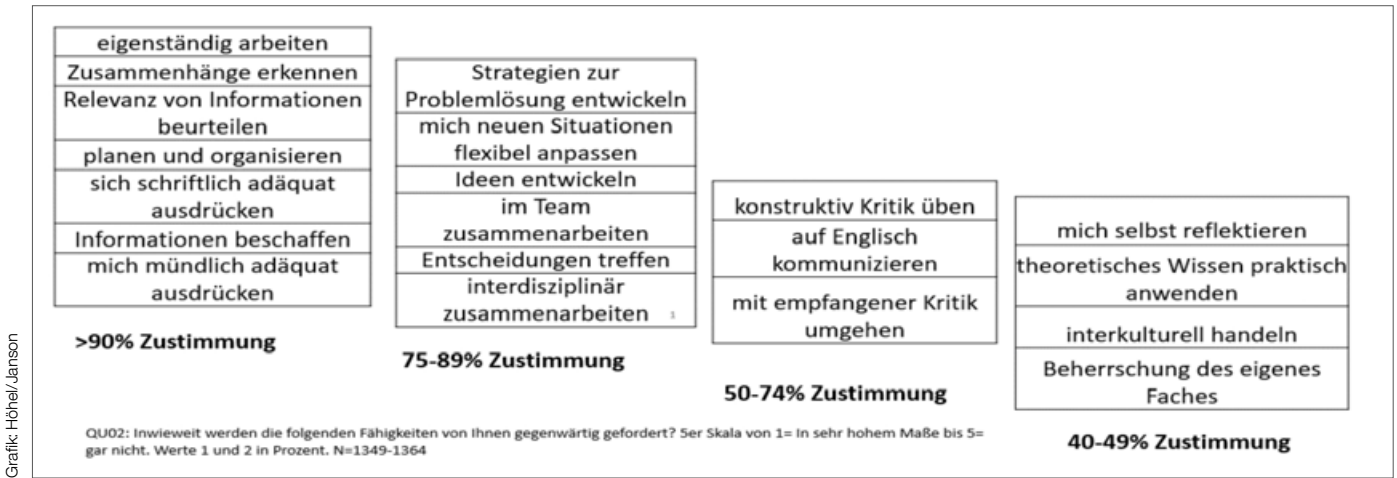 eigenständig arbeiten
Zusammenhänge erkennen
Relevanz von Informationen
beurteilen
planen und organisieren
sich schriftlich adäquat
ausdrücken
Informationen beschaffen
mich mündlich adäquat
ausdrücken
>90% Zustimmung
Strategien zur
Problemlösung entwickeln
mich neuen Situationen
flexibel anpassen
Ideen entwickeln
im Team
zusammenarbeiten
Entscheidungen treffen
interdisziplinär
zusammenarbeiten 1
75-89% Zustimmung
konstruktiv Kritik üben
auf Englisch
kommunizieren
mit empfangener Kritik
umgehen
50-74% Zustimmung
mich selbst reflektieren
theoretisches Wissen praktisch
anwenden
interkulturell handeln
Beherrschung des eigenes
Faches
40-49% Zustimmung
QU02: Inwieweit werden die folgenden Fähigkeiten von Ihnen gegenwärtig gefordert? 5er Skala von 1= In sehr hohem Maße bis 5=
gar nicht. Werte 1 und 2 in Prozent. N=1349-1364
Grafik: Höhel/Janson